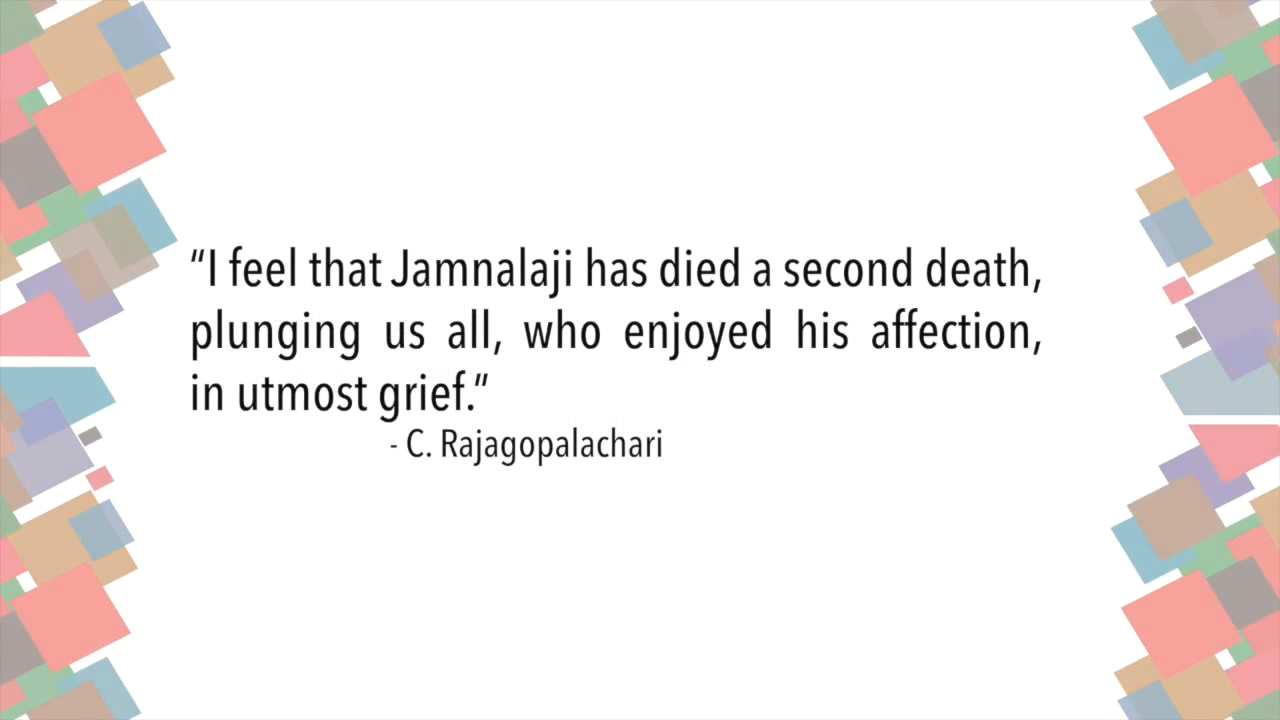 “I feel that Jamnalaji has died a second death,
plunging us all, who enjoyed his affection,
in utmost grief.”
- C. Rajagopalachari